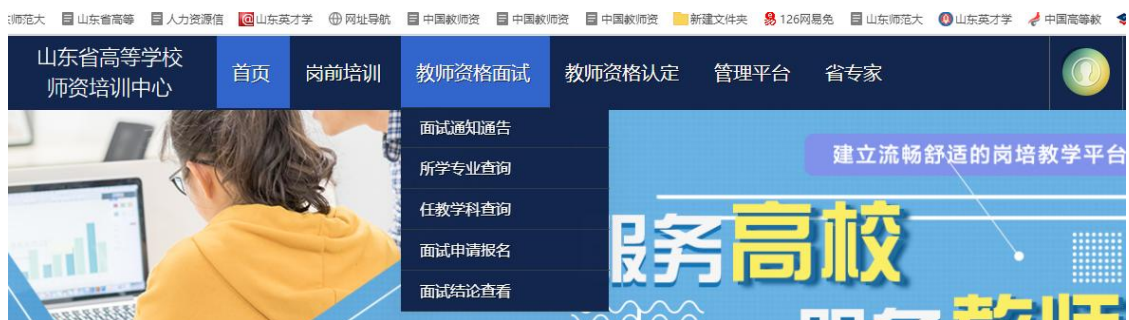 师范大 山东省高等 人力资源信 山东英才学 网址导航 中国教师资 中国教师资 中国教师资 新建文件夹 126网易免 山东师范大 山东英才学 中国高等教
山东省高等学校
师资培训中心
首页 岗前培训 教师资格面试 教师资格认定 管理平台 省专家
面试通知通告
所学专业查询
任教学科查询
面试申请报名
面试结论查看
建立流畅舒适的岗培教学平台
服务高校
服务教师